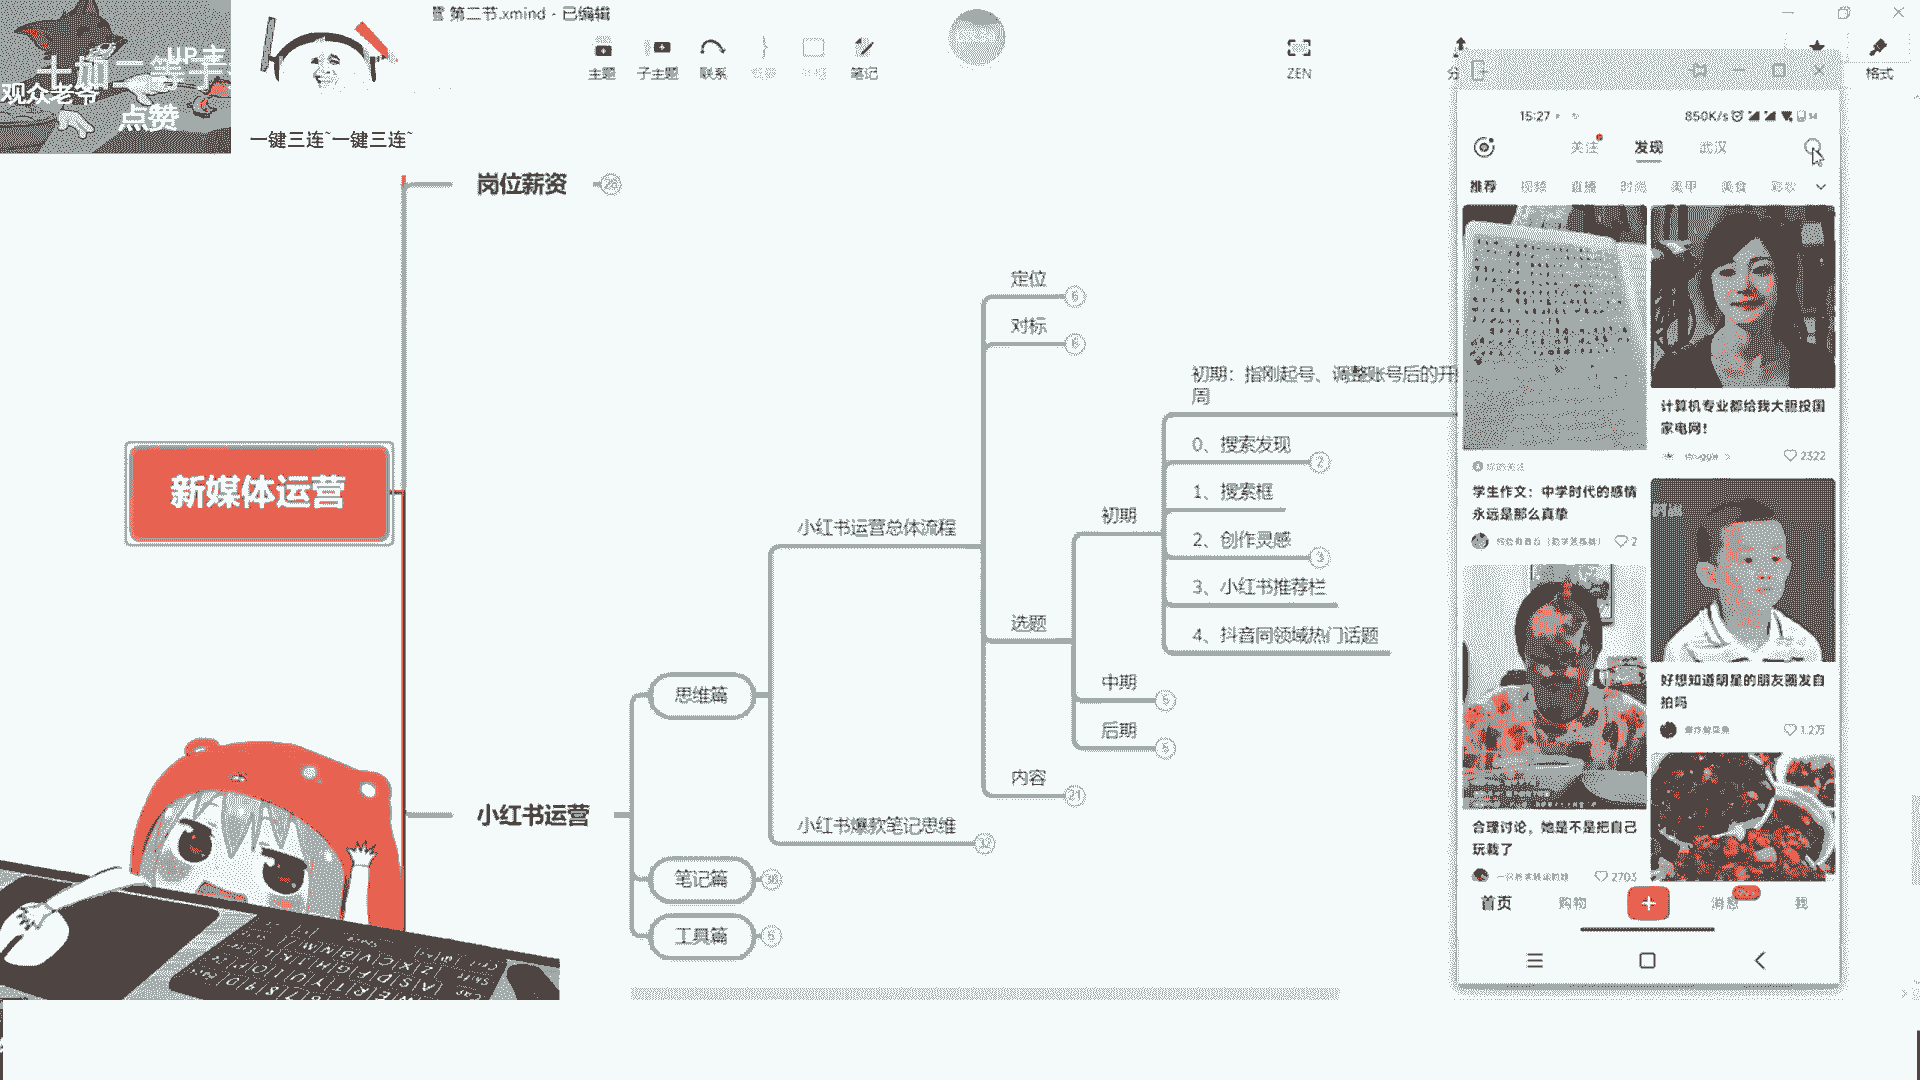 第二节.xmind - 已编辑
UP主
观众老爷
点赞
一键三连~一键三连~
主题
子主题
联系
笔记
ZEN
格式
岗位薪资
28
新媒体运营
小红书运营
思维篇
笔记篇
36
工具篇
6
小红书运营总体流程
小红书爆款笔记思维
32
定位
6
对标
6
选题
内容
21
初期
中期
5
后期
5
初期：指刚起号、调整账号后的开
周
0、搜索发现
2
1、搜索框
2、创作灵感
3
3、小红书推荐栏
4、抖音同领域热门话题
15:27
850K/s
关注
发现
武汉
推荐
视频
直播
时尚
美甲
美食
彩妆
计算机专业都给我大胆投国
家电网！
2322
你的关注
学生作文：中学时代的感情
永远是那么真挚
2
好想知道明星的朋友圈发自
拍吗
1.2万
合理讨论，她是不是把自己
玩栽了
2703
首页
购物
消息
我